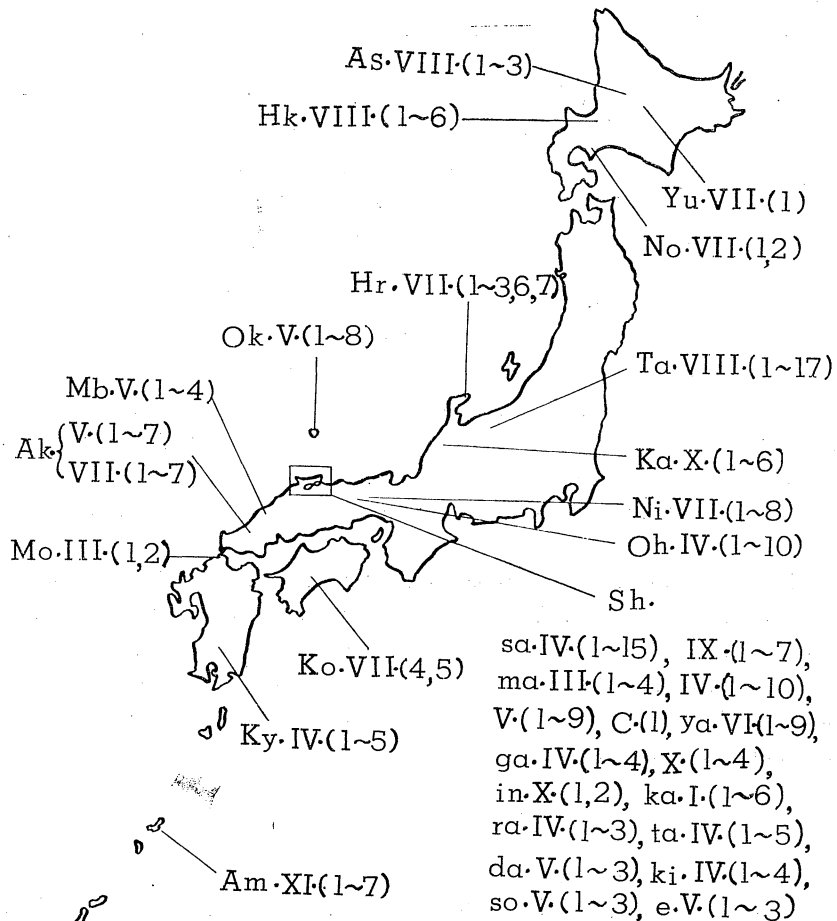 As·VIII·(1~3)
Hk·VIII·(1~6)
Yu·VII·(1)
No·VII·(1,2)
Hr·VII·(1~3,6,7)
Ok·V·(1~8)
Ta·VIII·(1~17)
Mb·V·(1~4)
Ak·{V·(1~7)
VII·(1~7)
Ka·X·(1~6)
Ni·VII·(1~8)
Mo·III·(1,2)
Oh·IV·(1~10)
Sh·
Ko·VII·(4,5)
Ky·IV·(1~5)
Am·XI·(1~7)
sa·IV·(1~15), IX·(1~7),
ma·III·(1~4), IV·(1~10),
V·(1~9), C·(1), ya·VI·(1~9),
ga·IV·(1~4), X·(1~4),
in·X·(1,2), ka·I·(1~6),
ra·IV·(1~3), ta·IV·(1~5),
da·V·(1~3), ki·IV·(1~4),
so·V·(1~3), e·V·(1~3)